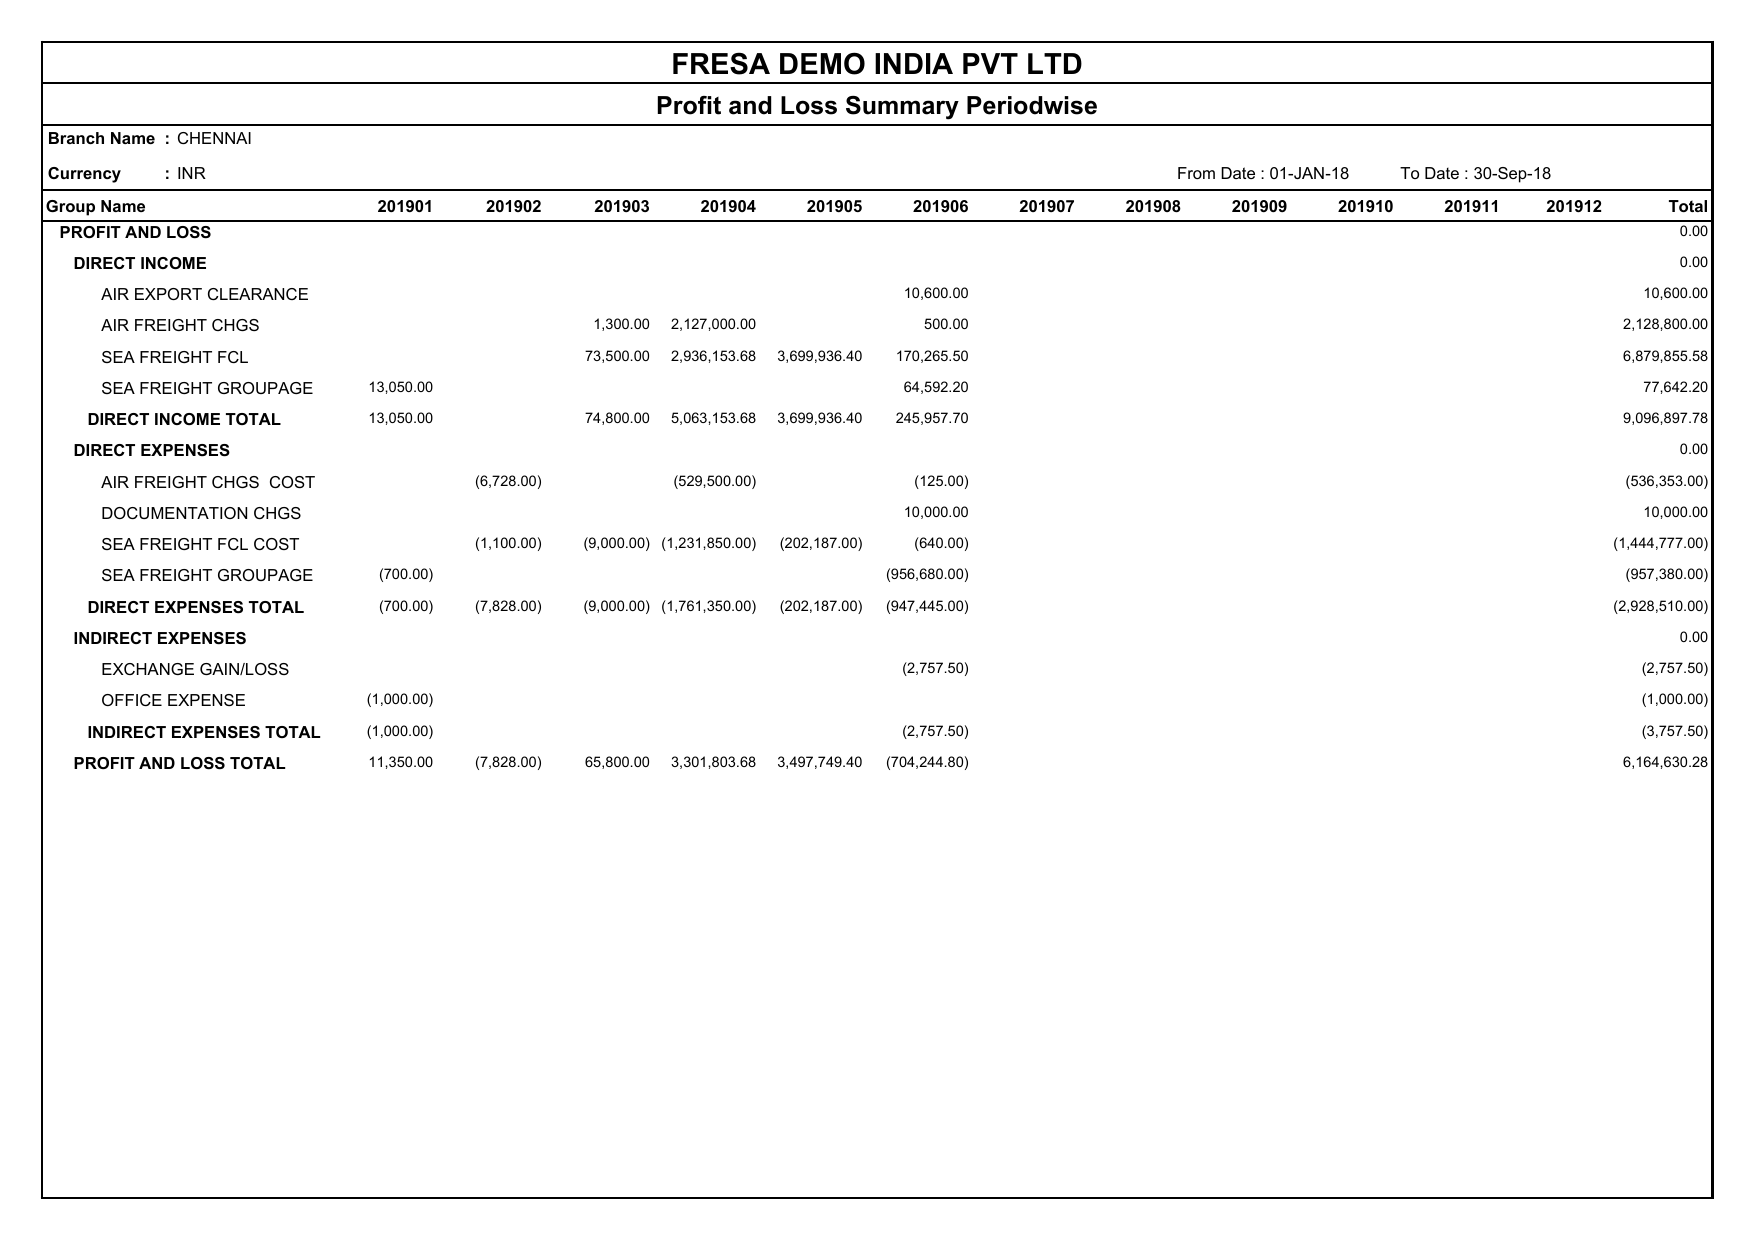 FRESA DEMO INDIA PVT LTD
Profit and Loss Summary Periodwise
Branch Name : CHENNAI
Currency : INR From Date : 01-JAN-18 To Date : 30-Sep-18
Group Name 201901 201902 201903 201904 201905 201906 201907 201908 201909 201910 201911 201912 Total
PROFIT AND LOSS 0.00
DIRECT INCOME 0.00
AIR EXPORT CLEARANCE 10,600.00 10,600.00
AIR FREIGHT CHGS 1,300.00 2,127,000.00 500.00 2,128,800.00
SEA FREIGHT FCL 73,500.00 2,936,153.68 3,699,936.40 170,265.50 6,879,855.58
SEA FREIGHT GROUPAGE 13,050.00 64,592.20 77,642.20
DIRECT INCOME TOTAL 13,050.00 74,800.00 5,063,153.68 3,699,936.40 245,957.70 9,096,897.78
DIRECT EXPENSES 0.00
AIR FREIGHT CHGS COST (6,728.00) (529,500.00) (125.00) (536,353.00)
DOCUMENTATION CHGS 10,000.00 10,000.00
SEA FREIGHT FCL COST (1,100.00) (9,000.00) (1,231,850.00) (202,187.00) (640.00) (1,444,777.00)
SEA FREIGHT GROUPAGE (700.00) (956,680.00) (957,380.00)
DIRECT EXPENSES TOTAL (700.00) (7,828.00) (9,000.00) (1,761,350.00) (202,187.00) (947,445.00) (2,928,510.00)
INDIRECT EXPENSES 0.00
EXCHANGE GAIN/LOSS (2,757.50) (2,757.50)
OFFICE EXPENSE (1,000.00) (1,000.00)
INDIRECT EXPENSES TOTAL (1,000.00) (2,757.50) (3,757.50)
PROFIT AND LOSS TOTAL 11,350.00 (7,828.00) 65,800.00 3,301,803.68 3,497,749.40 (704,244.80) 6,164,630.28